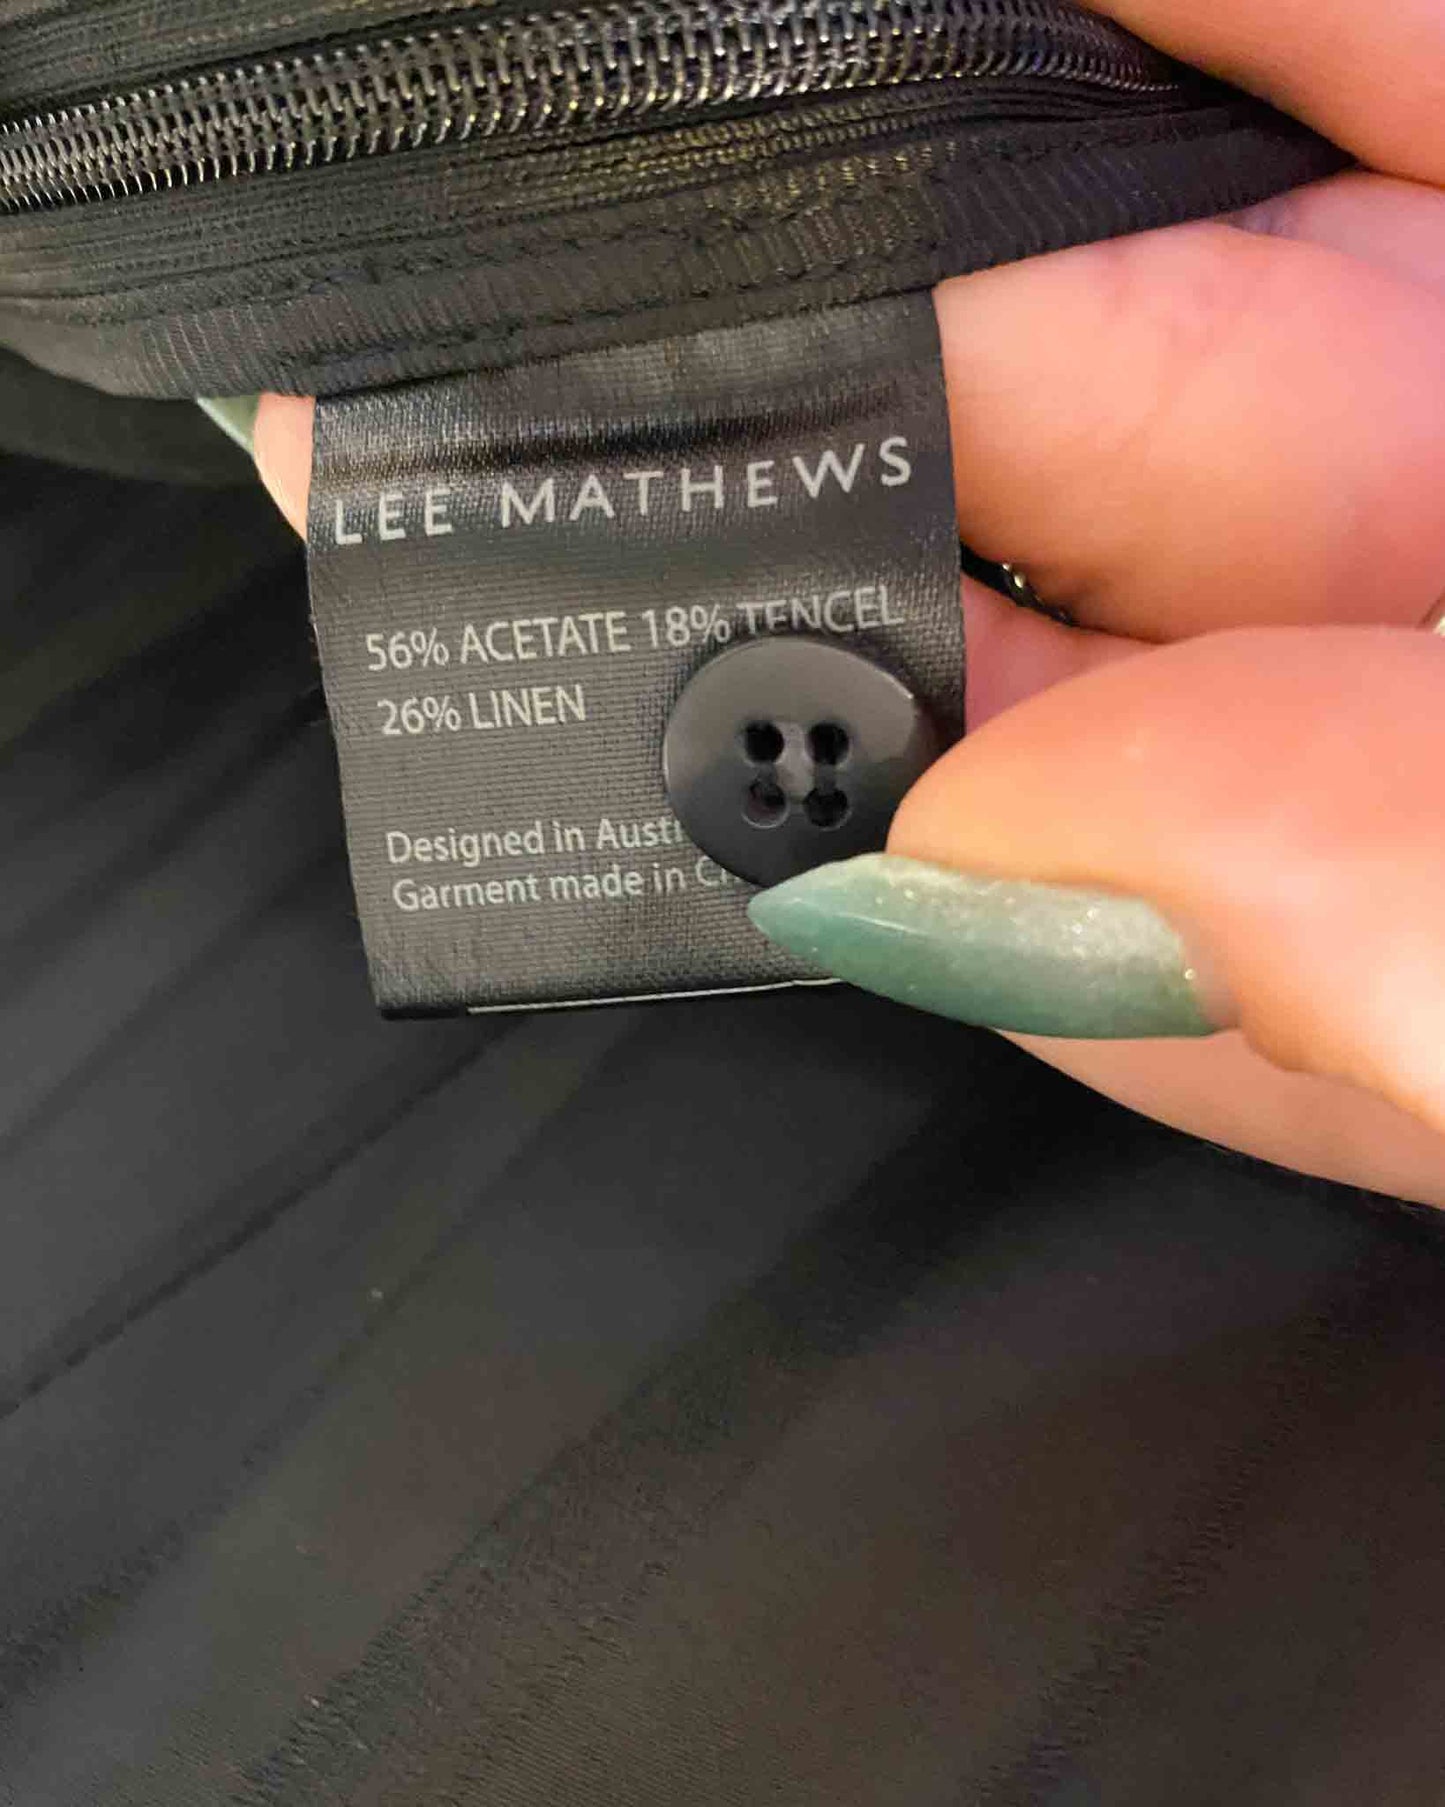 LEE MATHEWS
56% ACETATE 18% TENCEL
26% LINEN
Designed in
Garment made in